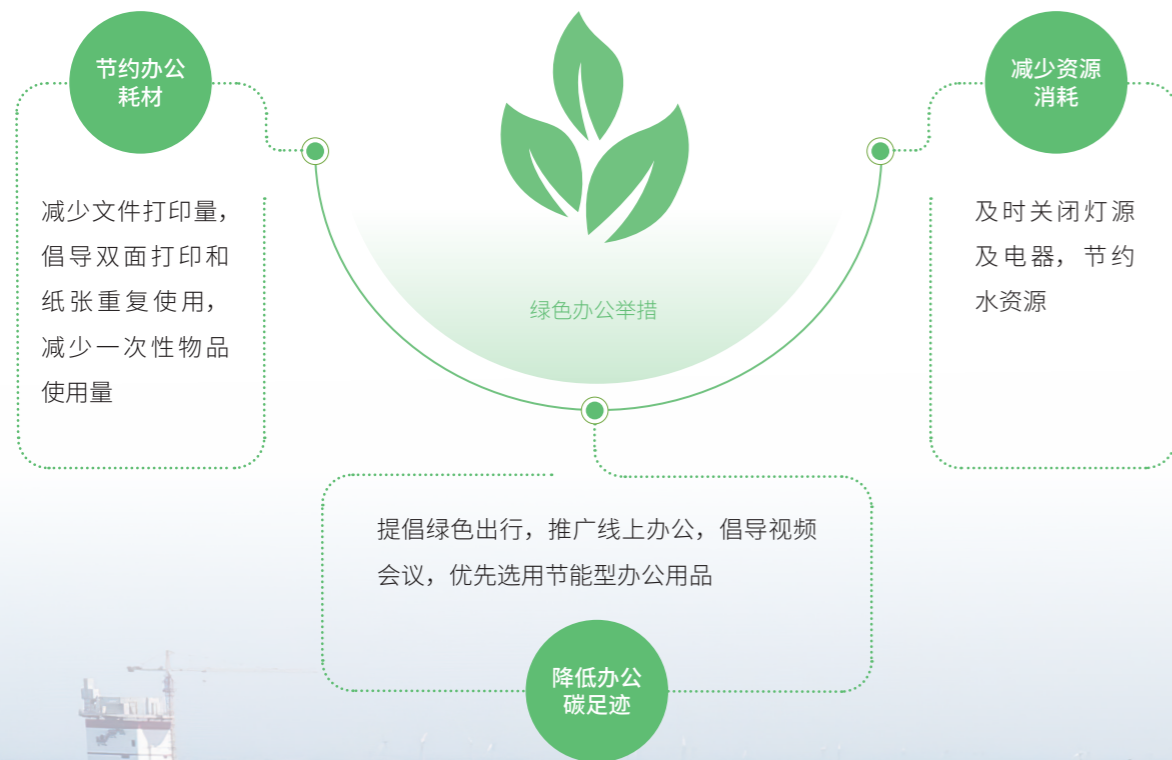 节约办公
耗材
减少文件打印量，
倡导双面打印和
纸张重复使用，
减少一次性物品
使用量
绿色办公举措
减少资源
消耗
及时关闭灯源
及电器，节约
水资源
提倡绿色出行，推广线上办公，倡导视频
会议，优先选用节能型办公用品
降低办公
碳足迹